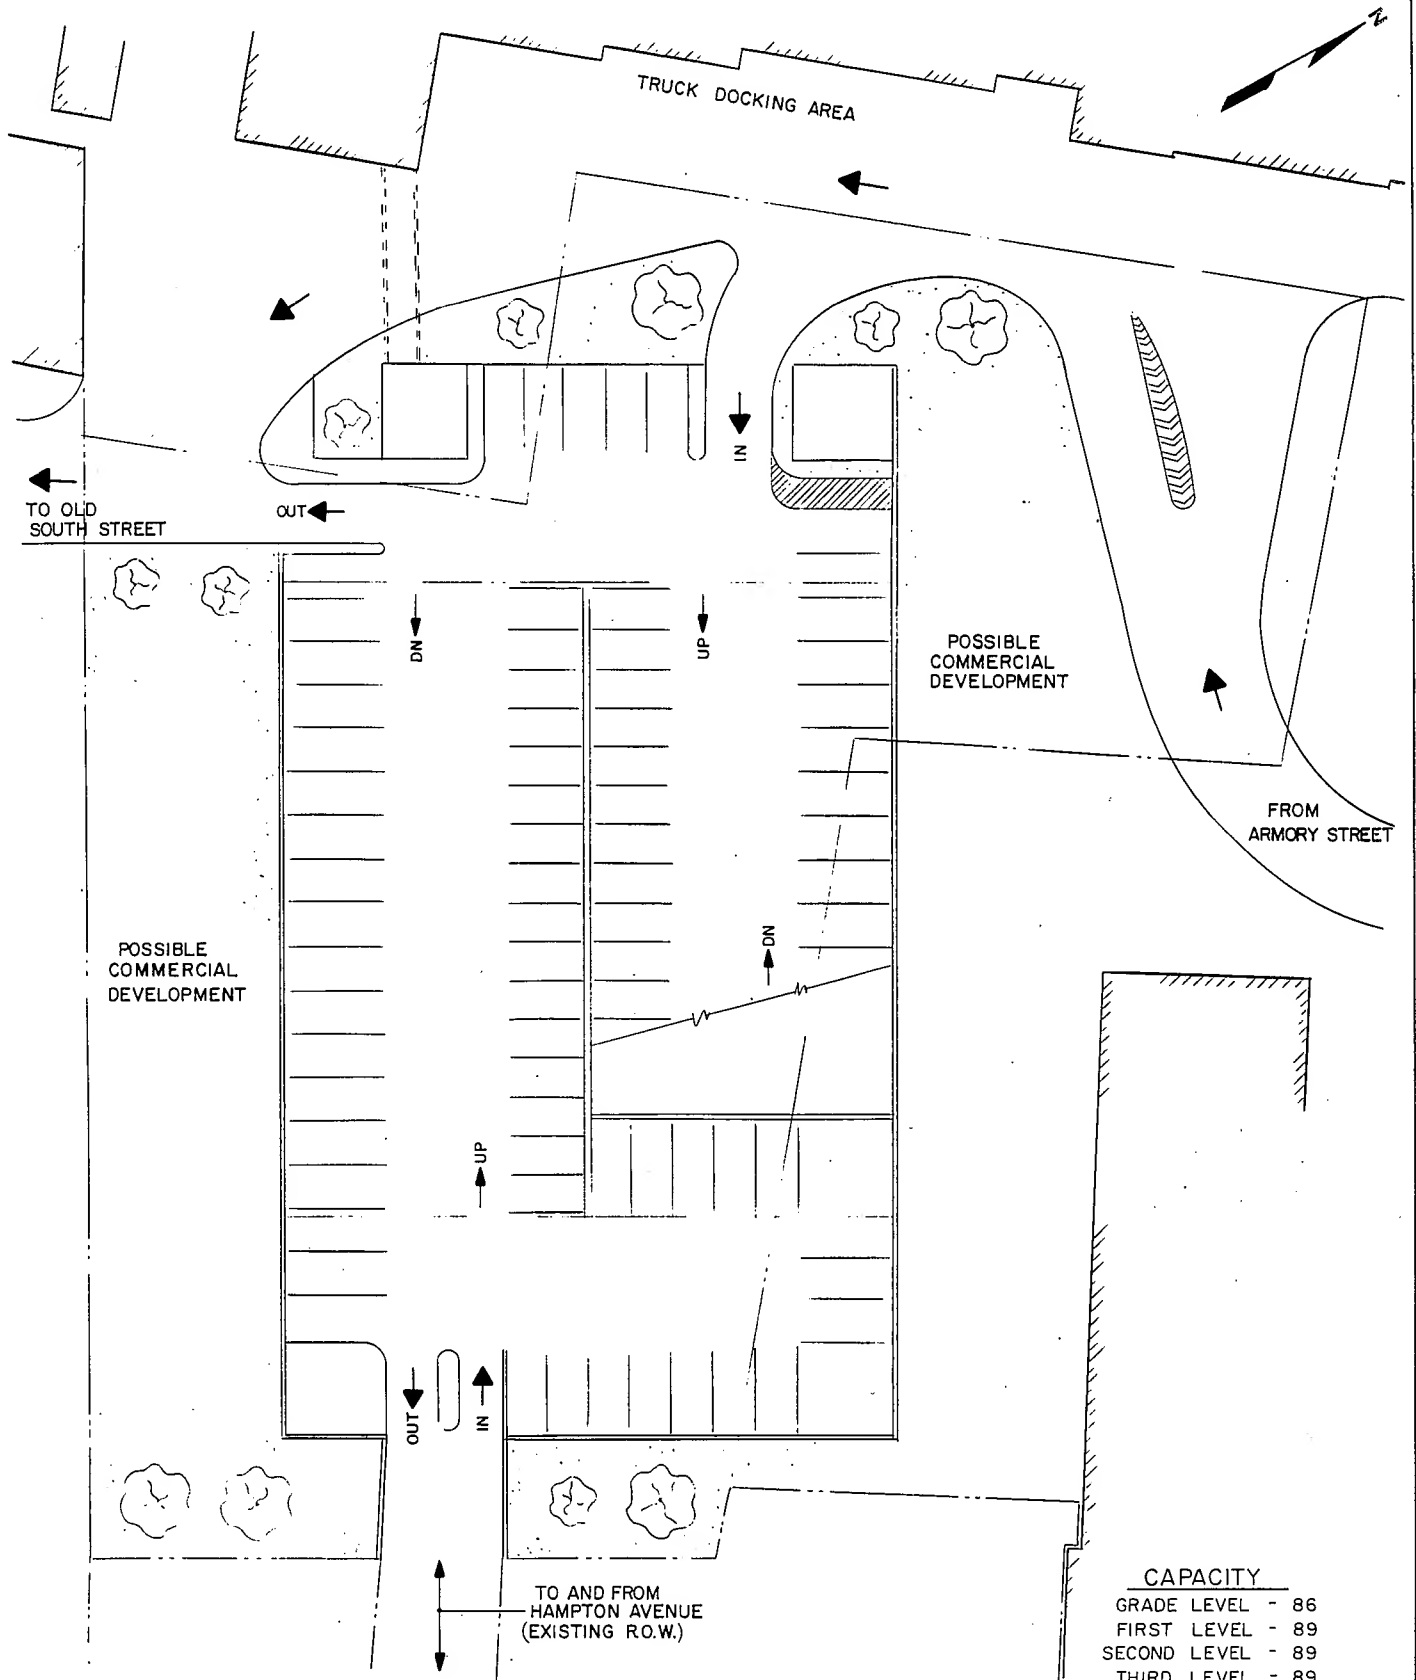 N
TRUCK DOCKING AREA
IN
TO OLD
SOUTH STREET
OUT
DN
UP
POSSIBLE
COMMERCIAL
DEVELOPMENT
FROM
ARMORY STREET
DN
POSSIBLE
COMMERCIAL
DEVELOPMENT
UP
OUT
IN
TO AND FROM
HAMPTON AVENUE
(EXISTING R.O.W.)
CAPACITY
GRADE LEVEL - 86
FIRST LEVEL - 89
SECOND LEVEL - 89
THIRD LEVEL - 89